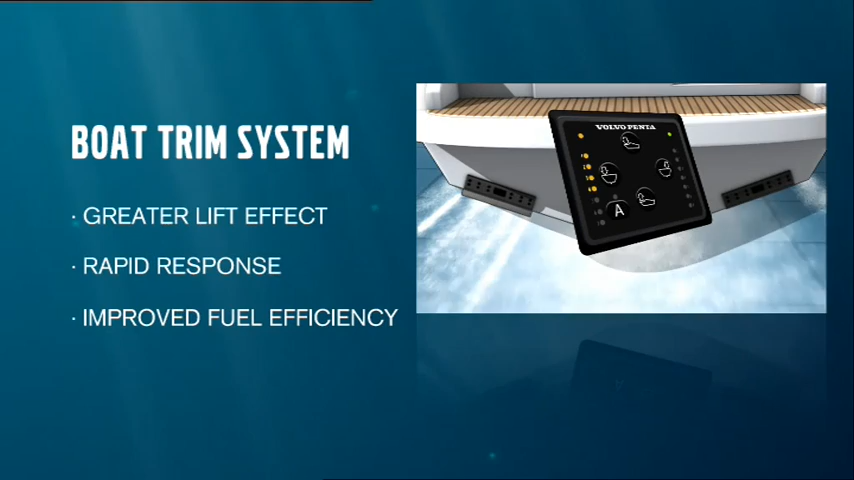 BOAT TRIM SYSTEM
· GREATER LIFT EFFECT
· RAPID RESPONSE
· IMPROVED FUEL EFFICIENCY
VOLVO PENTA
A